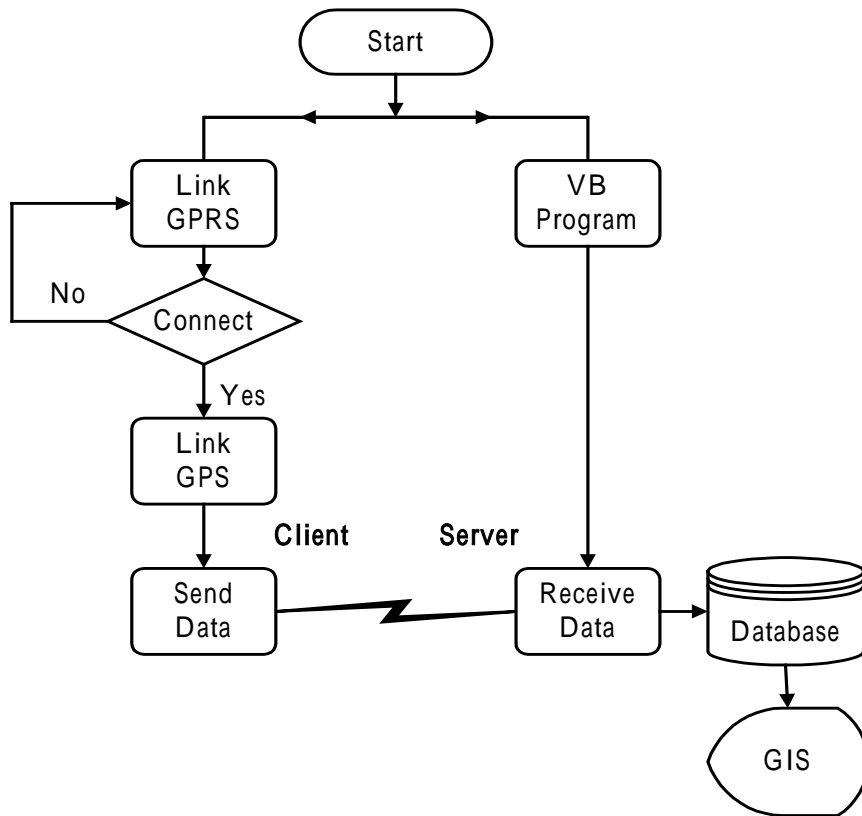 Start
Link
GPRS
VB
Program
No
Connect
Yes
Link
GPS
Client
Server
Send
Data
Receive
Data
Database
GIS